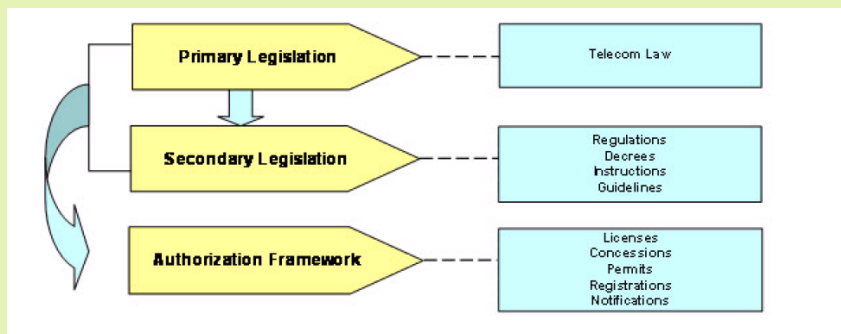 Primary Legislation
Telecom Law
Secondary Legislation
Regulations
Decrees
Instructions
Guidelines
Authorization Framework
Licenses
Concessions
Permits
Registrations
Notifications